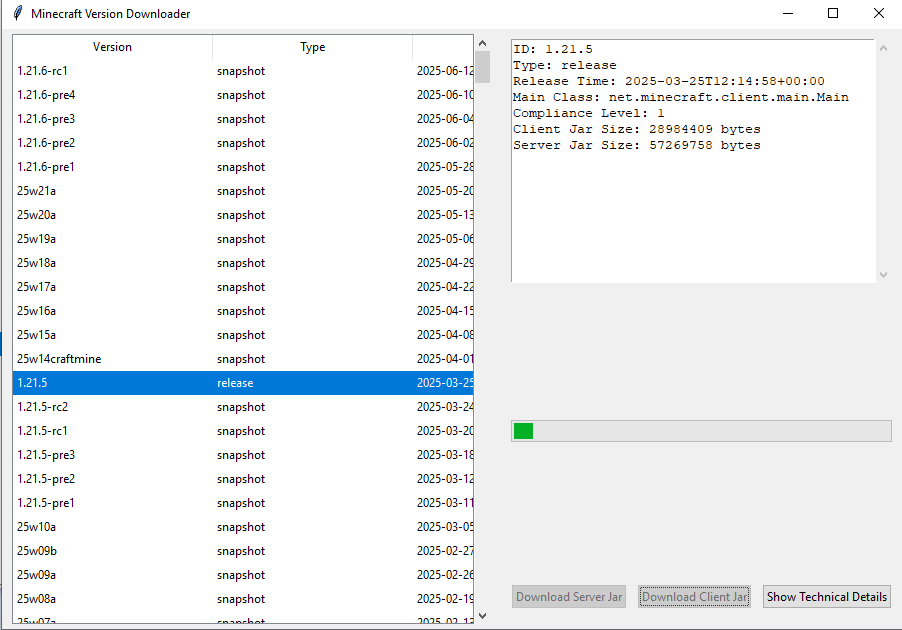 Minecraft Version Downloader
Version Type
1.21.6-rc1 snapshot 2025-06-12
1.21.6-pre4 snapshot 2025-06-10
1.21.6-pre3 snapshot 2025-06-04
1.21.6-pre2 snapshot 2025-06-02
1.21.6-pre1 snapshot 2025-05-28
25w21a snapshot 2025-05-20
25w20a snapshot 2025-05-13
25w19a snapshot 2025-05-06
25w18a snapshot 2025-04-29
25w17a snapshot 2025-04-22
25w16a snapshot 2025-04-15
25w15a snapshot 2025-04-08
25w14craftmine snapshot 2025-04-01
1.21.5 release 2025-03-25
1.21.5-rc2 snapshot 2025-03-24
1.21.5-rc1 snapshot 2025-03-20
1.21.5-pre3 snapshot 2025-03-18
1.21.5-pre2 snapshot 2025-03-12
1.21.5-pre1 snapshot 2025-03-11
25w10a snapshot 2025-03-05
25w09b snapshot 2025-02-27
25w09a snapshot 2025-02-26
25w08a snapshot 2025-02-19
25w07a snapshot 2025-02-13
ID: 1.21.5
Type: release
Release Time: 2025-03-25T12:14:58+00:00
Main Class: net.minecraft.client.main.Main
Compliance Level: 1
Client Jar Size: 28984409 bytes
Server Jar Size: 57269758 bytes
Download Server Jar Download Client Jar Show Technical Details